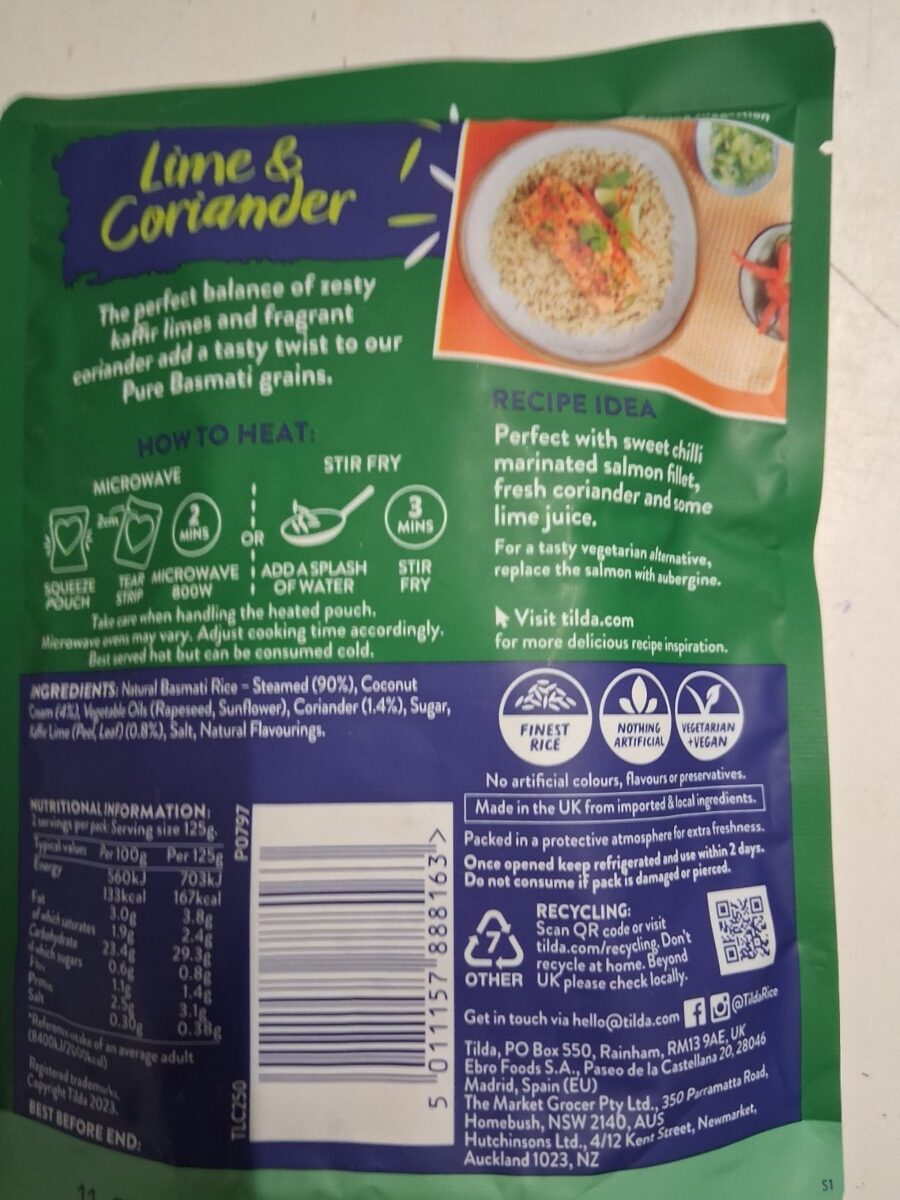 Lime &
Coriander
The perfect balance of zesty
kaffir limes and fragrant
coriander add a tasty twist to our
Pure Basmati grains.
HOW TO HEAT:
MICROWAVE
2cm
2
MINS
SQUEEZE
POUCH
TEAR
STRIP
MICROWAVE
800W
OR
STIR FRY
3
MINS
ADD A SPLASH
OF WATER
STIR
FRY
Take care when handling the heated pouch.
Microwave ovens may vary. Adjust cooking time accordingly.
Best served hot but can be consumed cold.
RECIPE IDEA
Perfect with sweet chilli
marinated salmon fillet,
fresh coriander and some
lime juice.
For a tasty vegetarian alternative,
replace the salmon with aubergine.
Visit tilda.com
for more delicious recipe inspiration.
INGREDIENTS: Natural Basmati Rice - Steamed (90%), Coconut
Cream (4%), Vegetable Oils (Rapeseed, Sunflower), Coriander (1.4%), Sugar,
Kaffir Lime (Peel, Leaf) (0.8%), Salt, Natural Flavourings.
FINEST
RICE
NOTHING
ARTIFICIAL
VEGETARIAN
+VEGAN
No artificial colours, flavours or preservatives.
Made in the UK from imported & local ingredients.
Packed in a protective atmosphere for extra freshness.
Once opened keep refrigerated and use within 2 days.
Do not consume if pack is damaged or pierced.
NUTRITIONAL INFORMATION:
2 servings per pack. Serving size 125g.
Typical values Per 100g Per 125g
Energy 560kJ 703kJ
133kcal 167kcal
Fat 3.0g 3.8g
of which saturates 1.9g 2.4g
Carbohydrate 23.4g 29.3g
of which sugars 0.6g 0.8g
1.1g 1.4g
Protein 2.5g 3.1g
Salt 0.30g 0.38g
*Reference intake of an average adult
(8400kJ/2000kcal)
Registered trademarks.
Copyright Tilda 2023.
BEST BEFORE END:
P0797
TLC250
5 011157 888163 >
7
OTHER
RECYCLING:
Scan QR code or visit
tilda.com/recycling. Don't
recycle at home. Beyond
UK please check locally.
Get in touch via hello@tilda.com f @TildaRice
Tilda, PO Box 550, Rainham, RM13 9AE, UK
Ebro Foods S.A., Paseo de la Castellana 20, 28046
Madrid, Spain (EU)
The Market Grocer Pty Ltd., 350 Parramatta Road,
Homebush, NSW 2140, AUS
Hutchinsons Ltd., 4/12 Kent Street, Newmarket,
Auckland 1023, NZ
S1